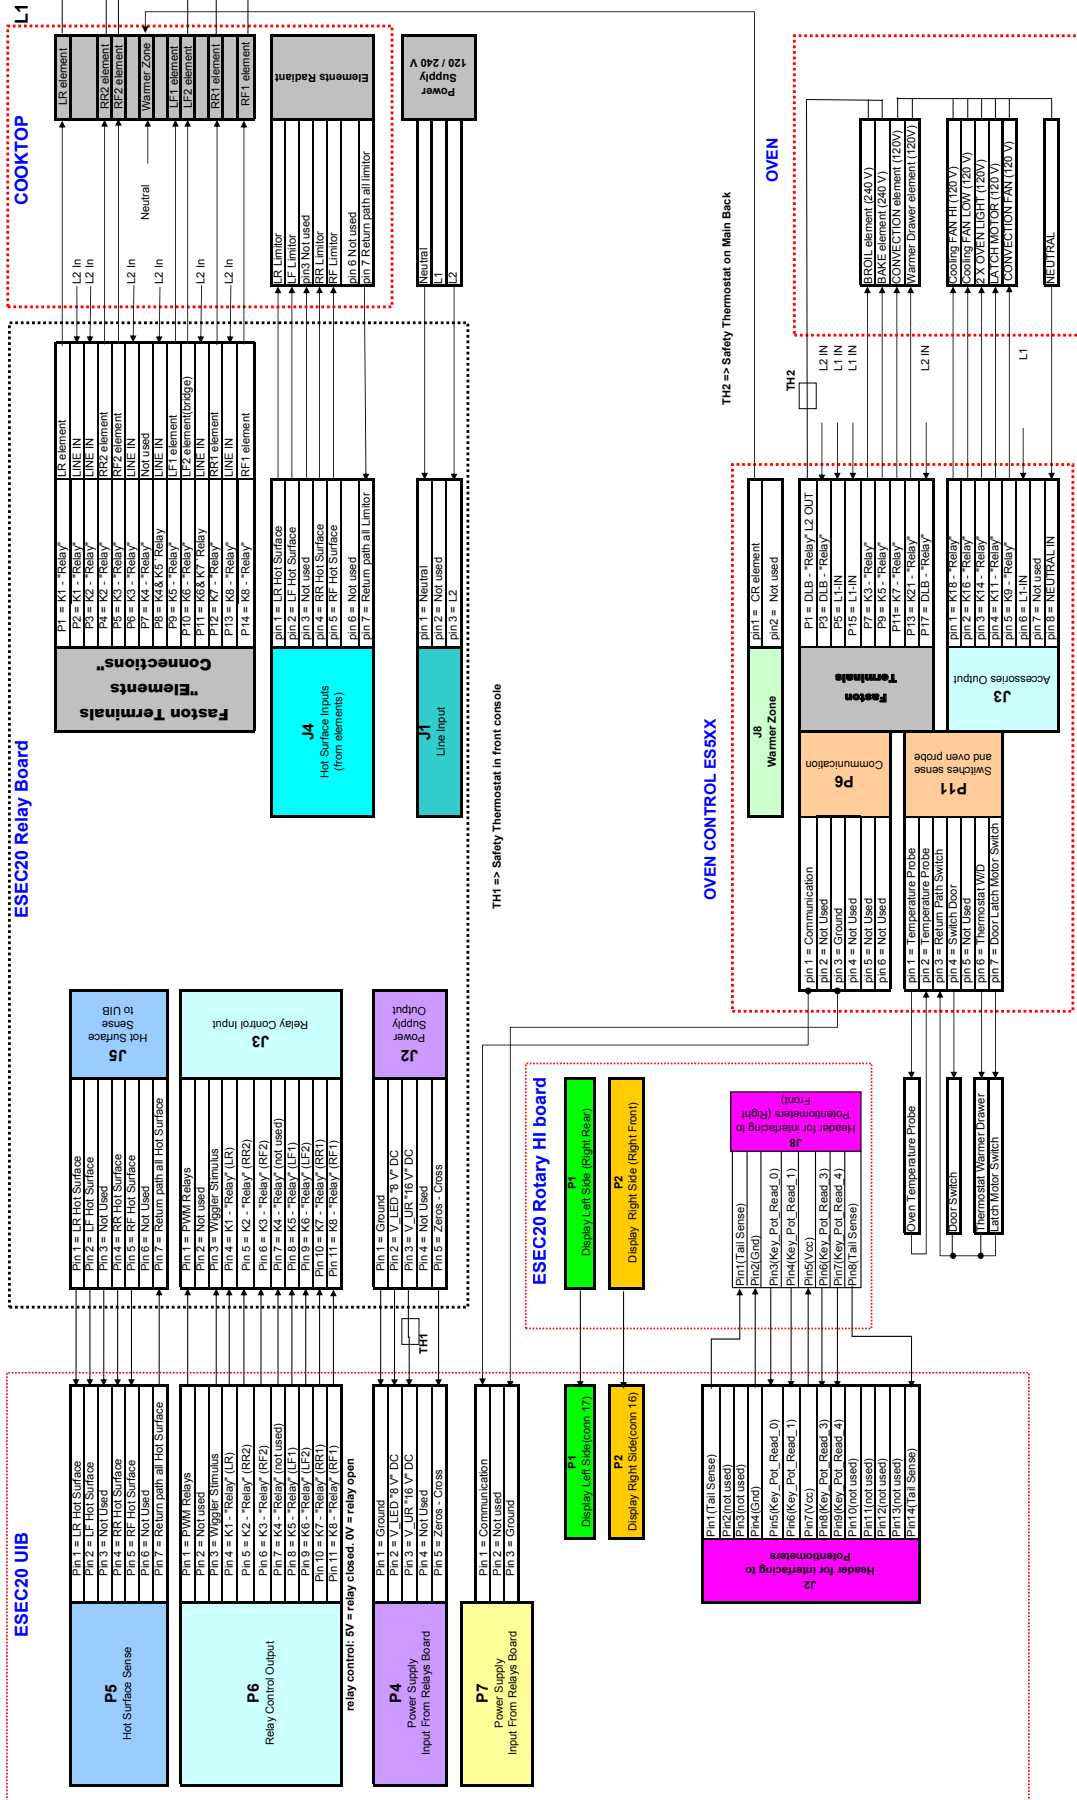 ESEC20 UIB
P5
Hot Surface Sense
Pin 1 = LR Hot Surface
Pin 2 = LF Hot Surface
Pin 3 = Not Used
Pin 4 = RR Hot Surface
Pin 5 = RF Hot Surface
Pin 6 = Not Used
Pin 7 = Return path all Hot Surface
P6
Relay Control Output
Pin 1 = PWM Relays
Pin 2 = Not used
Pin 3 = Wiggler Stimulus
Pin 4 = K1 - "Relay" (LR)
Pin 5 = K2 - "Relay" (RR2)
Pin 6 = K3 - "Relay" (RF2)
Pin 7 = K4 - "Relay" (not used)
Pin 8 = K5 - "Relay" (LF1)
Pin 9 = K6 - "Relay" (LF2)
Pin 10 = K7- "Relay" (RR1)
Pin 11 = K8 - "Relay" (RF1)
relay control: 5V = relay closed. 0V = relay open
P4
Power Supply
Input From Relays Board
Pin 1 = Ground
Pin 2 = V_LED "8 V" DC
Pin 3 = V_UR "16 V" DC
Pin 4 = Not Used
Pin 5 = Zeros - Cross
P7
Power Supply
Input From Relays Board
Pin 1 = Communication
Pin 2 = Not used
Pin 3 = Ground
P1
Display Left Side(conn 17)
P2
Display Right Side(conn 16)
J2
Header for interfacing to
Potentiometers
Pin1(Tail Sense)
Pin2(not used)
Pin3(not used)
Pin4(Gnd)
Pin5(Key_Pot_Read_0)
Pin6(Key_Pot_Read_1)
Pin7(Vcc)
Pin8(Key_Pot_Read_3)
Pin9(Key_Pot_Read_4)
Pin10(not used)
Pin11(not used)
Pin12(not used)
Pin13(not used)
Pin14(Tail Sense)
ESEC20 Relay Board
Pin 1 = LR Hot Surface
Pin 2 = LF Hot Surface
Pin 3 = Not Used
Pin 4 = RR Hot Surface
Pin 5 = RF Hot Surface
Pin 6 = Not Used
Pin 7 = Return path all Hot Surface
J5
Hot Surface
Sense
to UIB
Pin 1 = PWM Relays
Pin 2 = Not used
Pin 3 = Wiggler Stimulus
Pin 4 = K1 - "Relay" (LR)
Pin 5 = K2 - "Relay" (RR2)
Pin 6 = K3 - "Relay" (RF2)
Pin 7 = K4 - "Relay" (not used)
Pin 8 = K5 - "Relay" (LF1)
Pin 9 = K6 - "Relay" (LF2)
Pin 10 = K7- "Relay" (RR1)
Pin 11 = K8 - "Relay" (RF1)
J3
Relay Control Input
TH1
Pin 1 = Ground
Pin 2 = V_LED "8 V" DC
Pin 3 = V_UR "16 V" DC
Pin 4 = Not Used
Pin 5 = Zeros - Cross
J2
Power
Supply
Output
Faston Terminals
"Elements
Connections"
P1 = K1 - "Relay"
P2 = K1 - "Relay"
P3 = K2 - "Relay"
P4 = K2 - "Relay"
P5 = K3 - "Relay"
P6 = K3 - "Relay"
P7 = K4 - "Relay"
P8 = K4& K5 "Relay
P9 = K5 - "Relay"
P10 = K6 - "Relay"
P11 = K6& K7 "Relay
P12 = K7 - "Relay"
P13 = K8 - "Relay"
P14 = K8 - "Relay"
LR element
LINE IN
LINE IN
RR2 element
RF2 element
LINE IN
Not used
LINE IN
LF1 element
LF2 element(bridge)
LINE IN
RR1 element
LINE IN
RF1 element
J4
Hot Surface Inputs
(from elements)
pin 1 = LR Hot Surface
pin 2 = LF Hot Surface
pin 3 = Not used
pin 4 = RR Hot Surface
pin 5 = RF Hot Surface
pin 6 = Not used
pin 7 = Return path all Limitor
J1
Line Input
pin 1 = Neutral
pin 2 = Not used
pin 3 = L2
TH1 => Safety Thermostat in front console
COOKTOP
L1
L2 In
L2 In
L2 In
Neutral
L2 In
L2 In
L2 In
LR element
RR2 element
RF2 element
Warmer Zone
LF1 element
LF2 element
RR1 element
RF1 element
LR Limitor
LF Limitor
pin3 Not used
RR Limitor
RF Limitor
pin 6 Not used
pin 7 Return path all limitor
Elements Radiant
Neutral
L1
L2
Power
Supply
120 / 240 V
ESEC20 Rotary HI board
P1
Display Left Side (Right Rear)
P2
Display Right Side (Right Front)
Pin1(Tail Sense)
Pin2(Gnd)
Pin3(Key_Pot_Read_0)
Pin4(Key_Pot_Read_1)
Pin5(Vcc)
Pin6(Key_Pot_Read_3)
Pin7(Key_Pot_Read_4)
Pin8(Tail Sense)
J8
Header for interfacing to
Potentiometers (Right
Front)
Oven Temperature Probe
Door Switch
Thermostat Warmer Drawer
Latch Motor Switch
OVEN CONTROL ES5XX
pin 1 = Communication
pin 2 = Not Used
pin 3 = Ground
pin 4 = Not Used
pin 5 = Not Used
pin 6 = Not Used
P6
Communication
pin 1 = Temperature Probe
pin 2 = Temperature Probe
pin 3 = Return Path Switch
pin 4 = Switch Door
pin 5 = Not Used
pin 6 = Thermostat W/D
pin 7 = Door Latch Motor Switch
P11
Switches sense
and oven probe
J8
Warmer Zone
pin1 = CR element
pin2 = Not used
Faston
Terminals
P1 = DLB - "Relay" L2 OUT
P3 = DLB - "Relay"
P5 = L1-IN
P15 = L1-IN
P7 = K3 - "Relay"
P9 = K5 - "Relay"
P11= K7 - "Relay"
P13 = K21 - "Relay"
P17 = DLB - "Relay"
J3
Accessories Output
pin 1 = K18 - "Relay"
pin 2 = K16 - "Relay"
pin 3 = K14 - "Relay"
pin 4 = K11 - "Relay"
pin 5 = K9 - "Relay"
pin 6 = L1-IN
pin 7 = Not used
pin 8 = NEUTRAL IN
TH2 => Safety Thermostat on Main Back
TH2
L2 IN
L1 IN
L1 IN
L2 IN
L1
OVEN
BROIL element (240 V)
BAKE element (240 V)
CONVECTION element (120V)
Warmer Drawer element (120V)
Cooling FAN HI (120 V)
Cooling FAN LOW (120 V)
2 X OVEN LIGHT (120V)
LATCH MOTOR (120 V)
CONVECTION FAN (120 V)
NEUTRAL